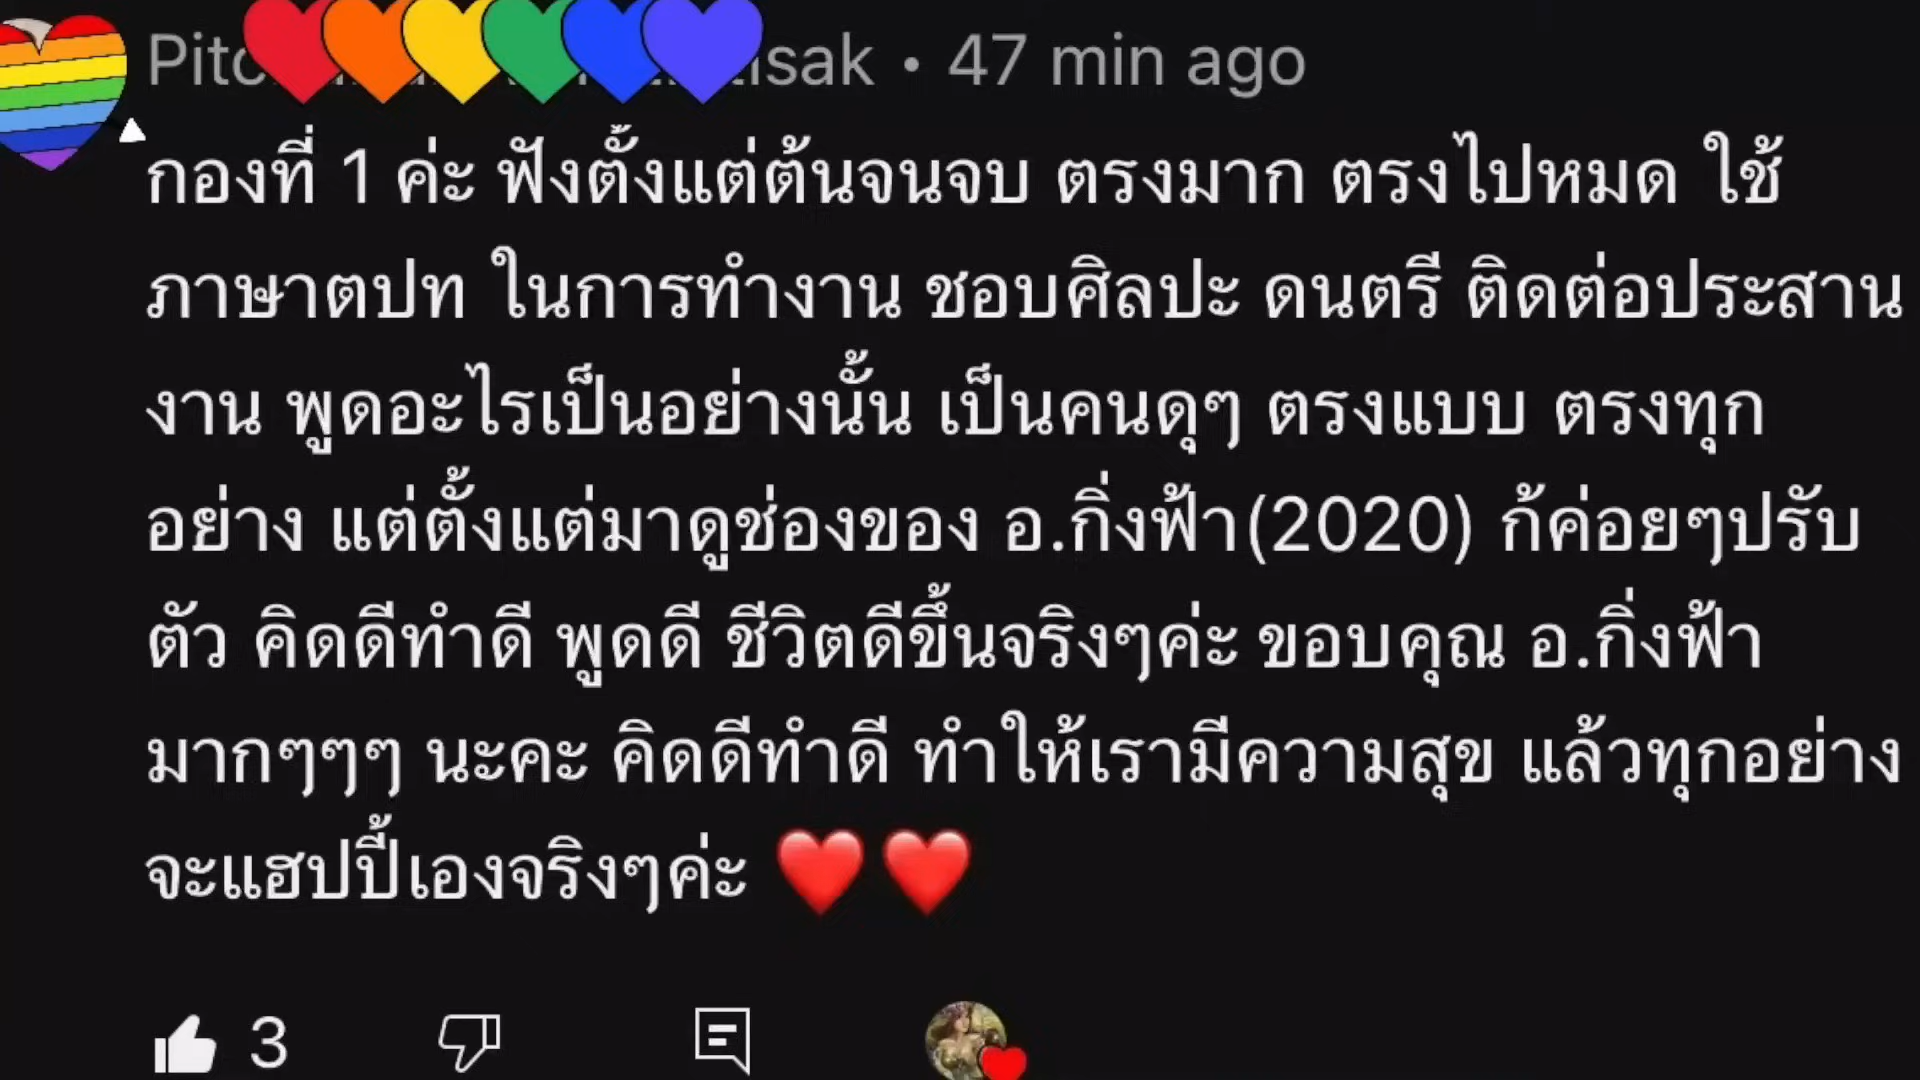 • 47 min ago
กองที่ 1 ค่ะ ฟังตั้งแต่ต้นจนจบ ตรงมาก ตรงไปหมด ใช้
ภาษาตปท ในการทำงาน ชอบศิลปะ ดนตรี ติดต่อประสาน
งาน พูดอะไรเป็นอย่างนั้น เป็นคนดุๆ ตรงแบบ ตรงทุก
อย่าง แต่ตั้งแต่มาดูช่องของ อ.กิ่งฟ้า(2020) ก้ค่อยๆปรับ
ตัว คิดดีทำดี พูดดี ชีวิตดีขึ้นจริงๆค่ะ ขอบคุณ อ.กิ่งฟ้า
มากๆๆๆ นะคะ คิดดีทำดี ทำให้เรามีความสุข แล้วทุกอย่าง
จะแฮปปี้เองจริงๆค่ะ ❤️❤️
3